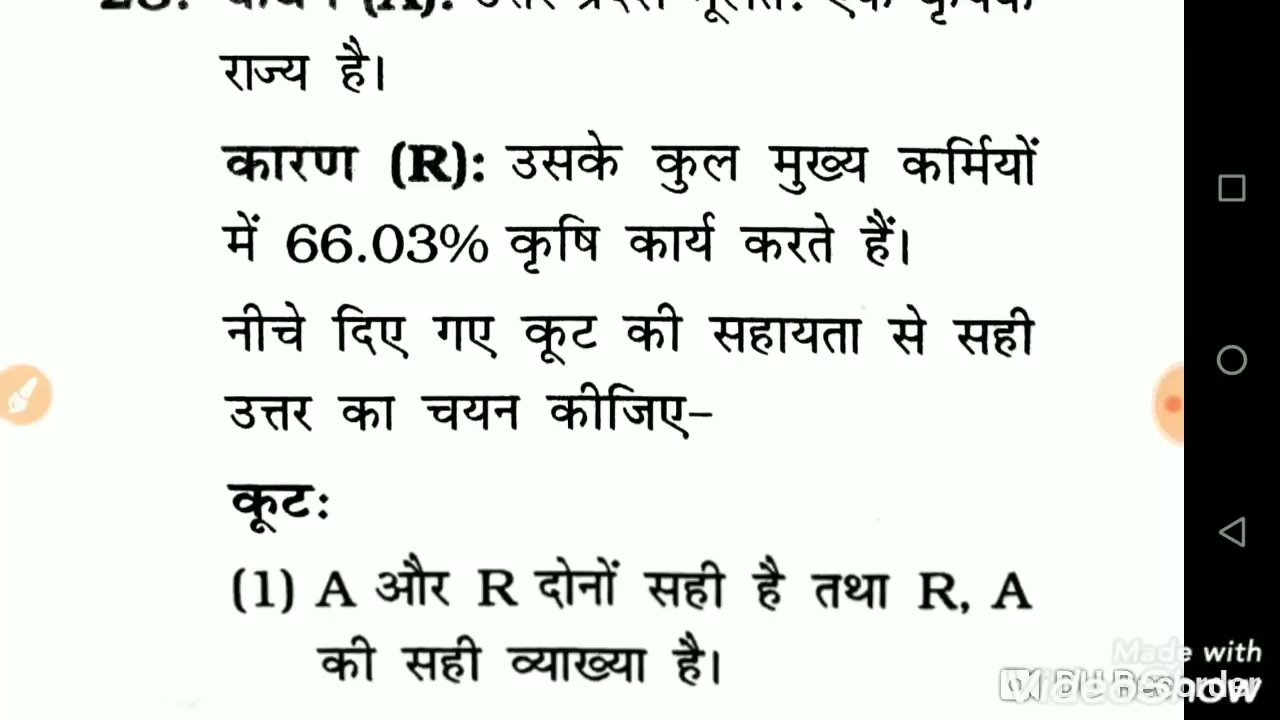 राज्य है।
कारण (R): उसके कुल मुख्य कर्मियों
में 66.03% कृषि कार्य करते हैं।
नीचे दिए गए कूट की सहायता से सही
उत्तर का चयन कीजिए–
कूटः
(1) A और R दोनों सही है तथा R, A
की सही व्याख्या है।
Made with